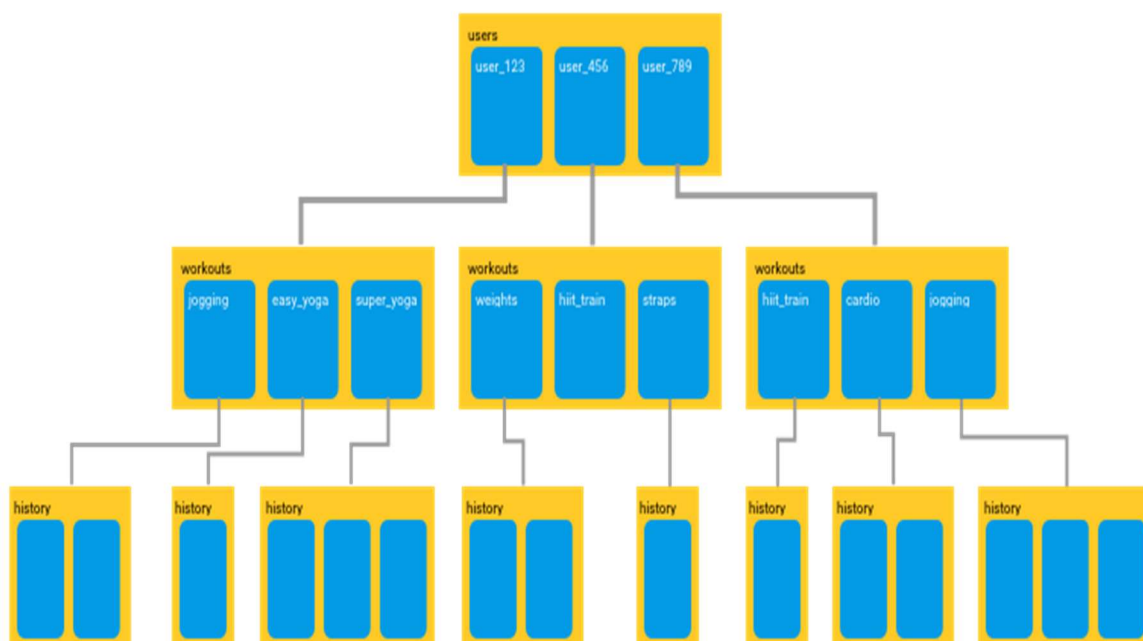 users
user_123 user_456 user_789
workouts workouts workouts
jogging easy_yoga super_yoga weights hiit_train straps hiit_train cardio jogging
history history history history history history history history